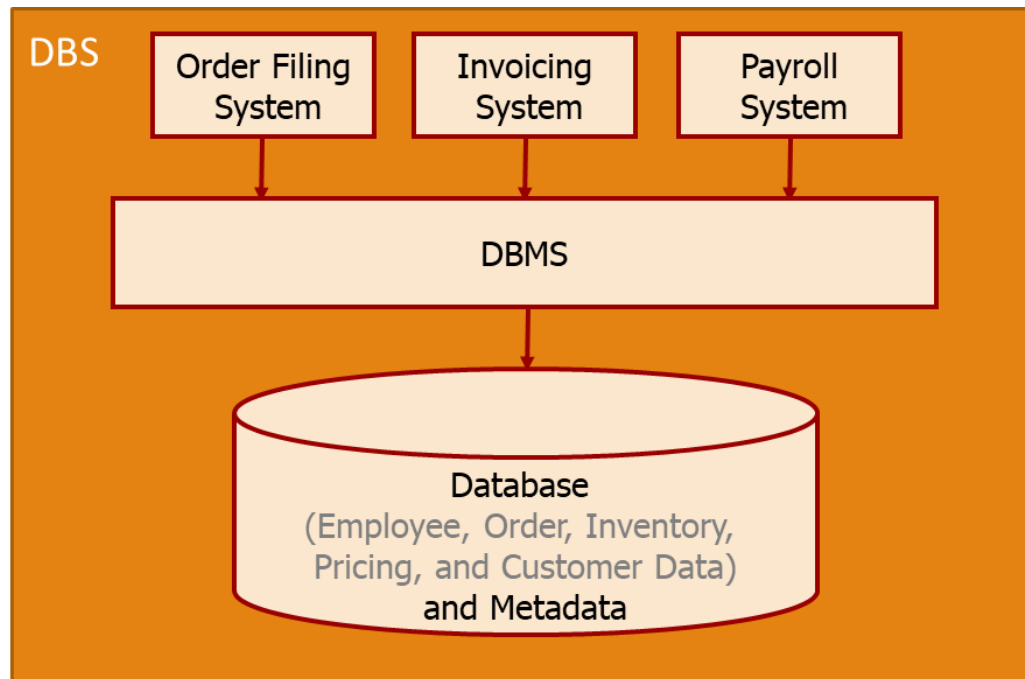 DBS
Order Filing
System
Invoicing
System
Payroll
System
DBMS
Database
(Employee, Order, Inventory,
Pricing, and Customer Data)
and Metadata